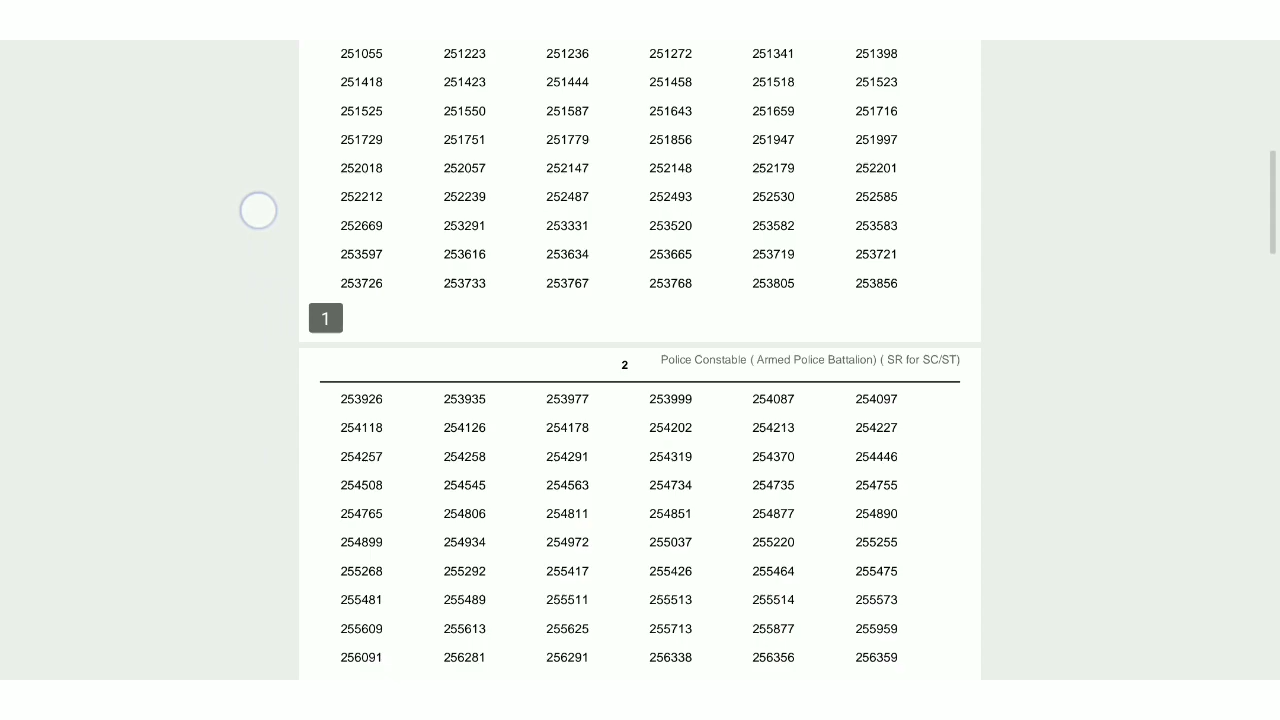 251055 251223 251236 251272 251341 251398
251418 251423 251444 251458 251518 251523
251525 251550 251587 251643 251659 251716
251729 251751 251779 251856 251947 251997
252018 252057 252147 252148 252179 252201
252212 252239 252487 252493 252530 252585
252669 253291 253331 253520 253582 253583
253597 253616 253634 253665 253719 253721
253726 253733 253767 253768 253805 253856
1
2 Police Constable ( Armed Police Battalion) ( SR for SC/ST)
253926 253935 253977 253999 254087 254097
254118 254126 254178 254202 254213 254227
254257 254258 254291 254319 254370 254446
254508 254545 254563 254734 254735 254755
254765 254806 254811 254851 254877 254890
254899 254934 254972 255037 255220 255255
255268 255292 255417 255426 255464 255475
255481 255489 255511 255513 255514 255573
255609 255613 255625 255713 255877 255959
256091 256281 256291 256338 256356 256359